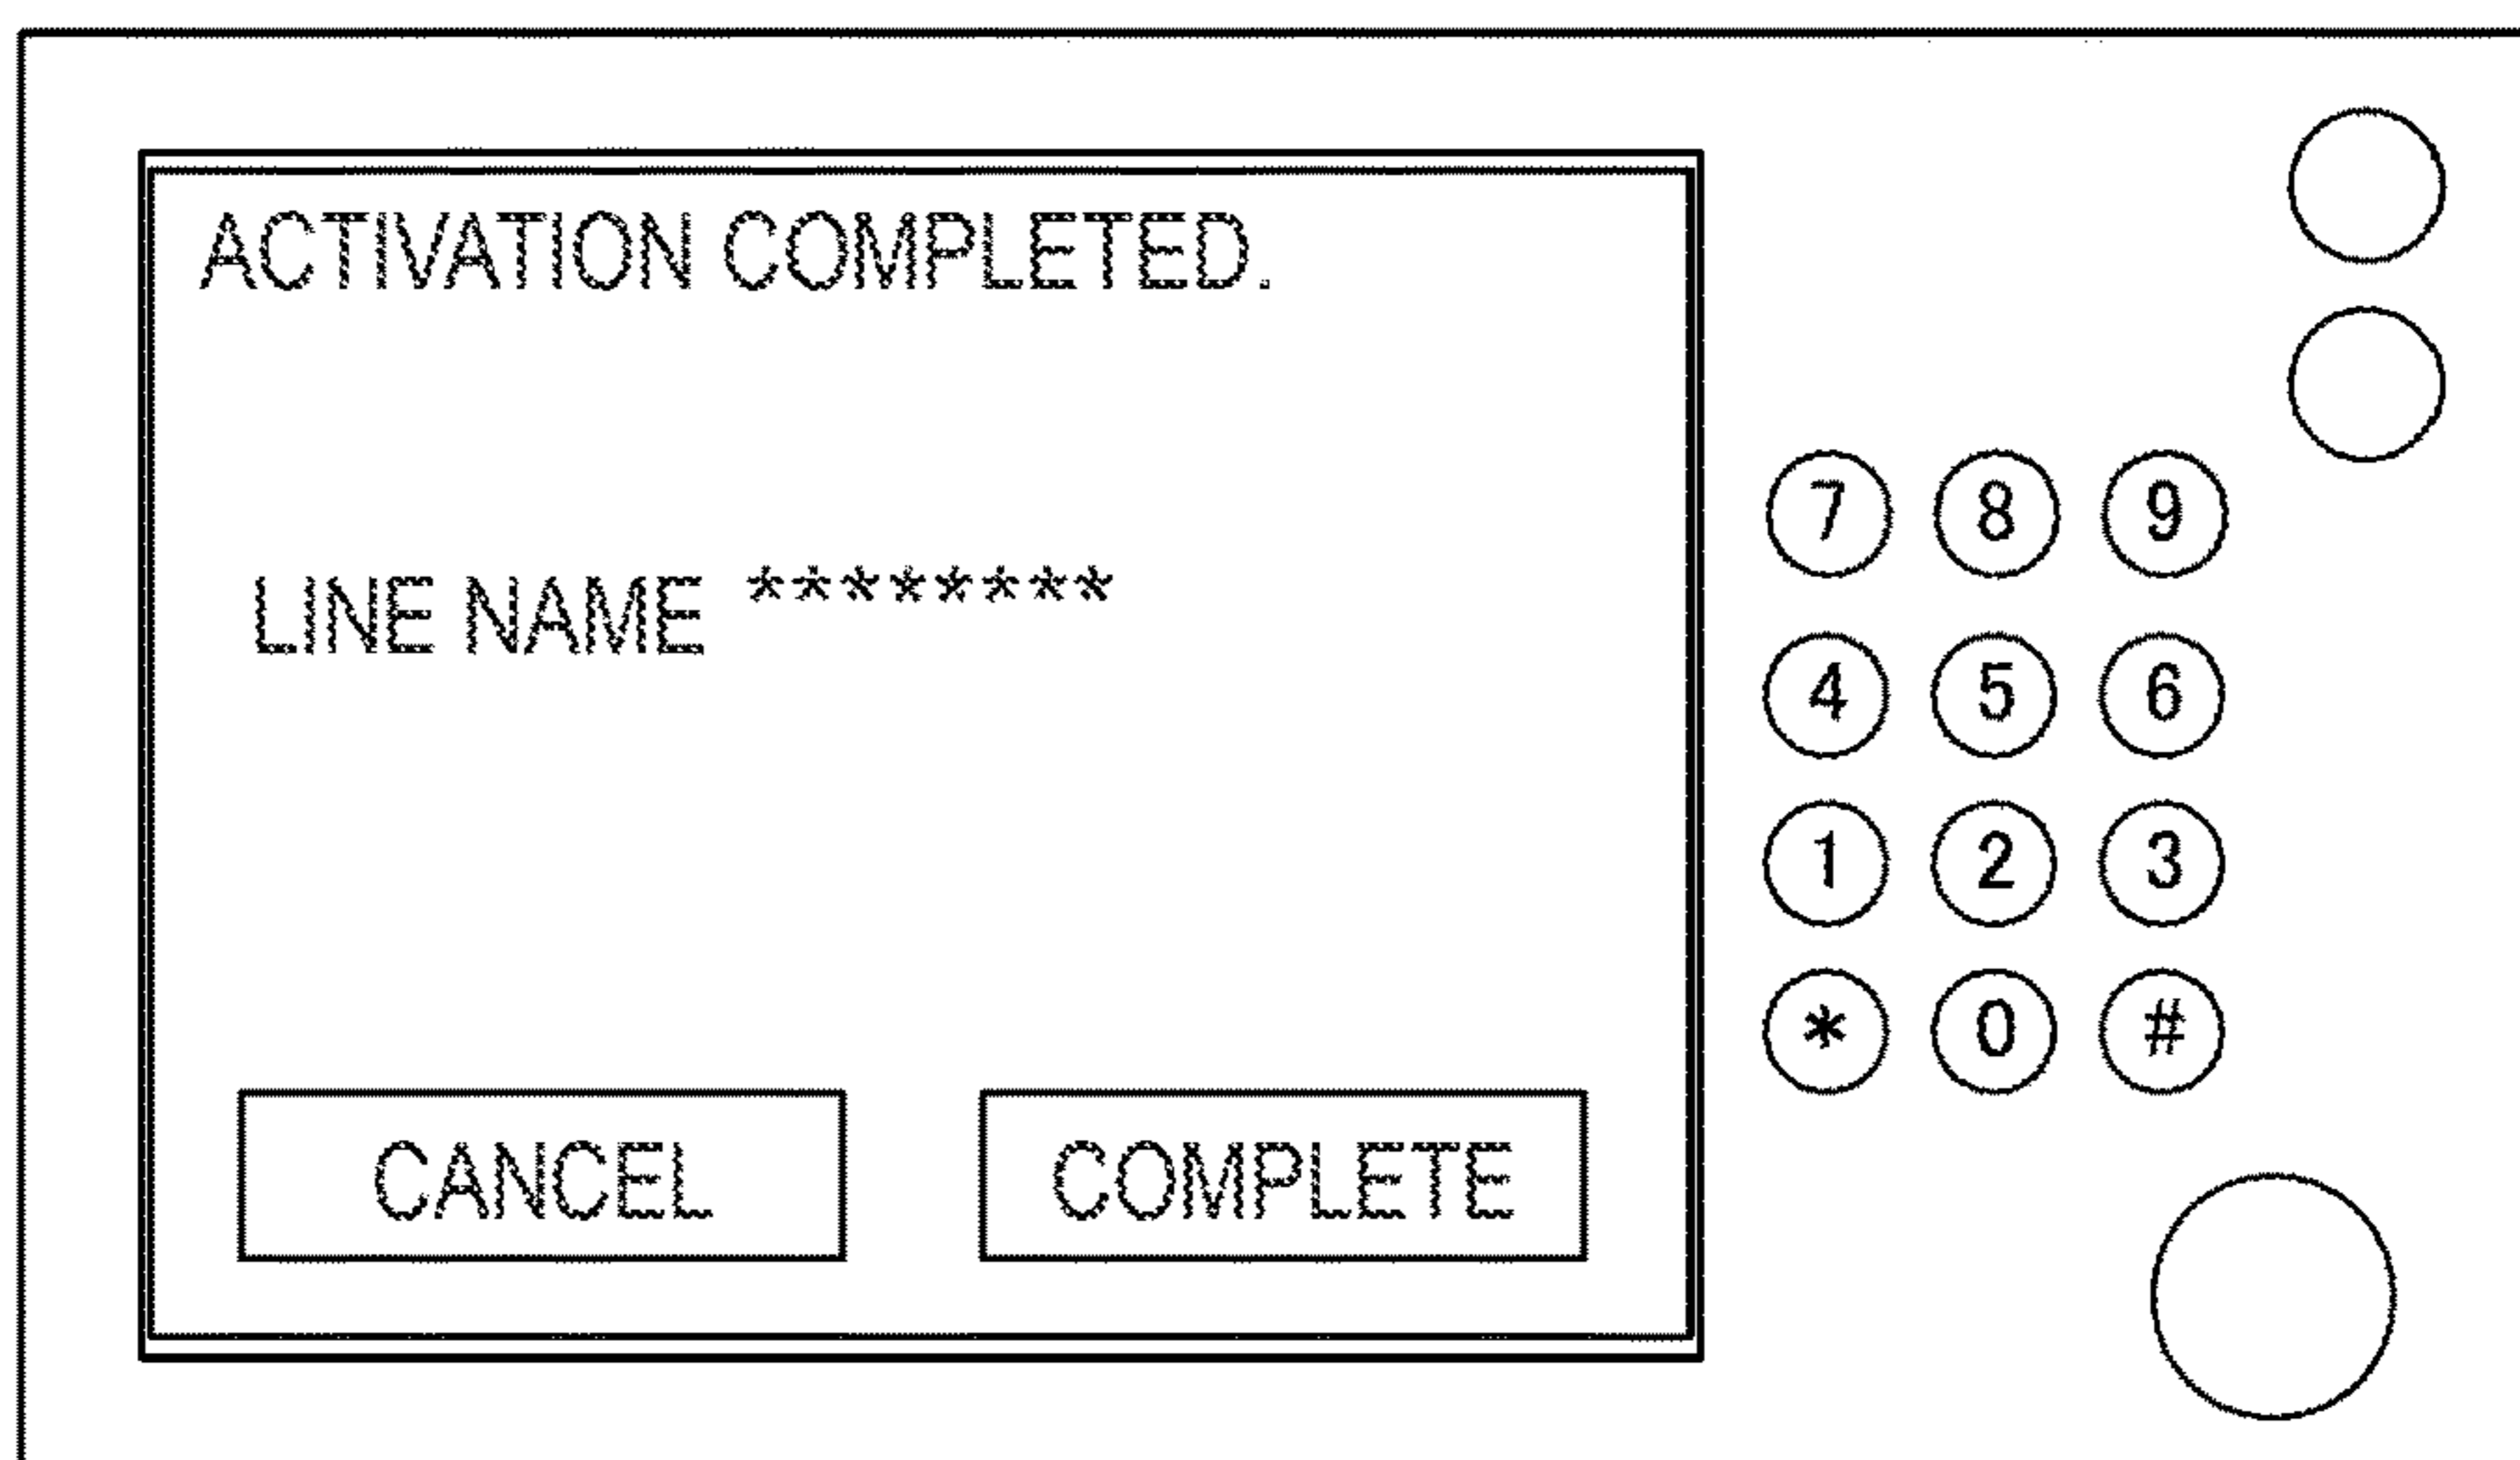 ACTIVATION COMPLETED.
LINE NAME ********
CANCEL COMPLETE
7 8 9
4 5 6
1 2 3
* 0 #